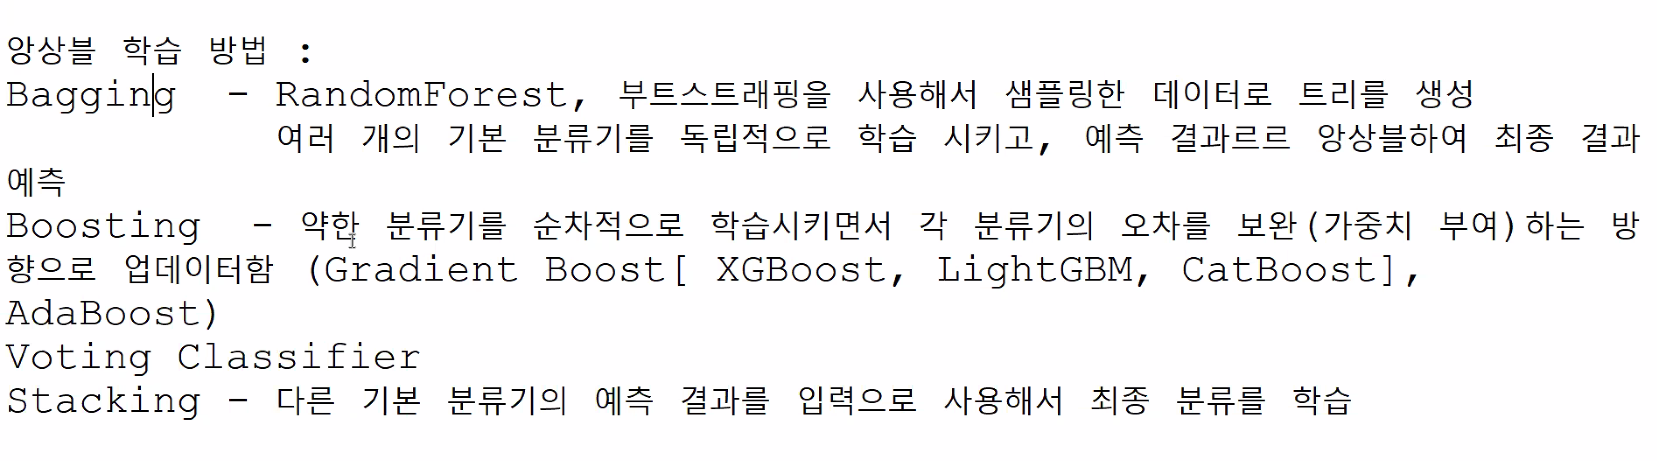 앙상블 학습 방법 :
Bagging - RandomForest, 부트스트래핑을 사용해서 샘플링한 데이터로 트리를 생성
여러 개의 기본 분류기를 독립적으로 학습 시키고, 예측 결과르르 앙상블하여 최종 결과
예측
Boosting - 약한 분류기를 순차적으로 학습시키면서 각 분류기의 오차를 보완(가중치 부여)하는 방
향으로 업데이터함 (Gradient Boost[ XGBoost, LightGBM, CatBoost],
AdaBoost)
Voting Classifier
Stacking - 다른 기본 분류기의 예측 결과를 입력으로 사용해서 최종 분류를 학습